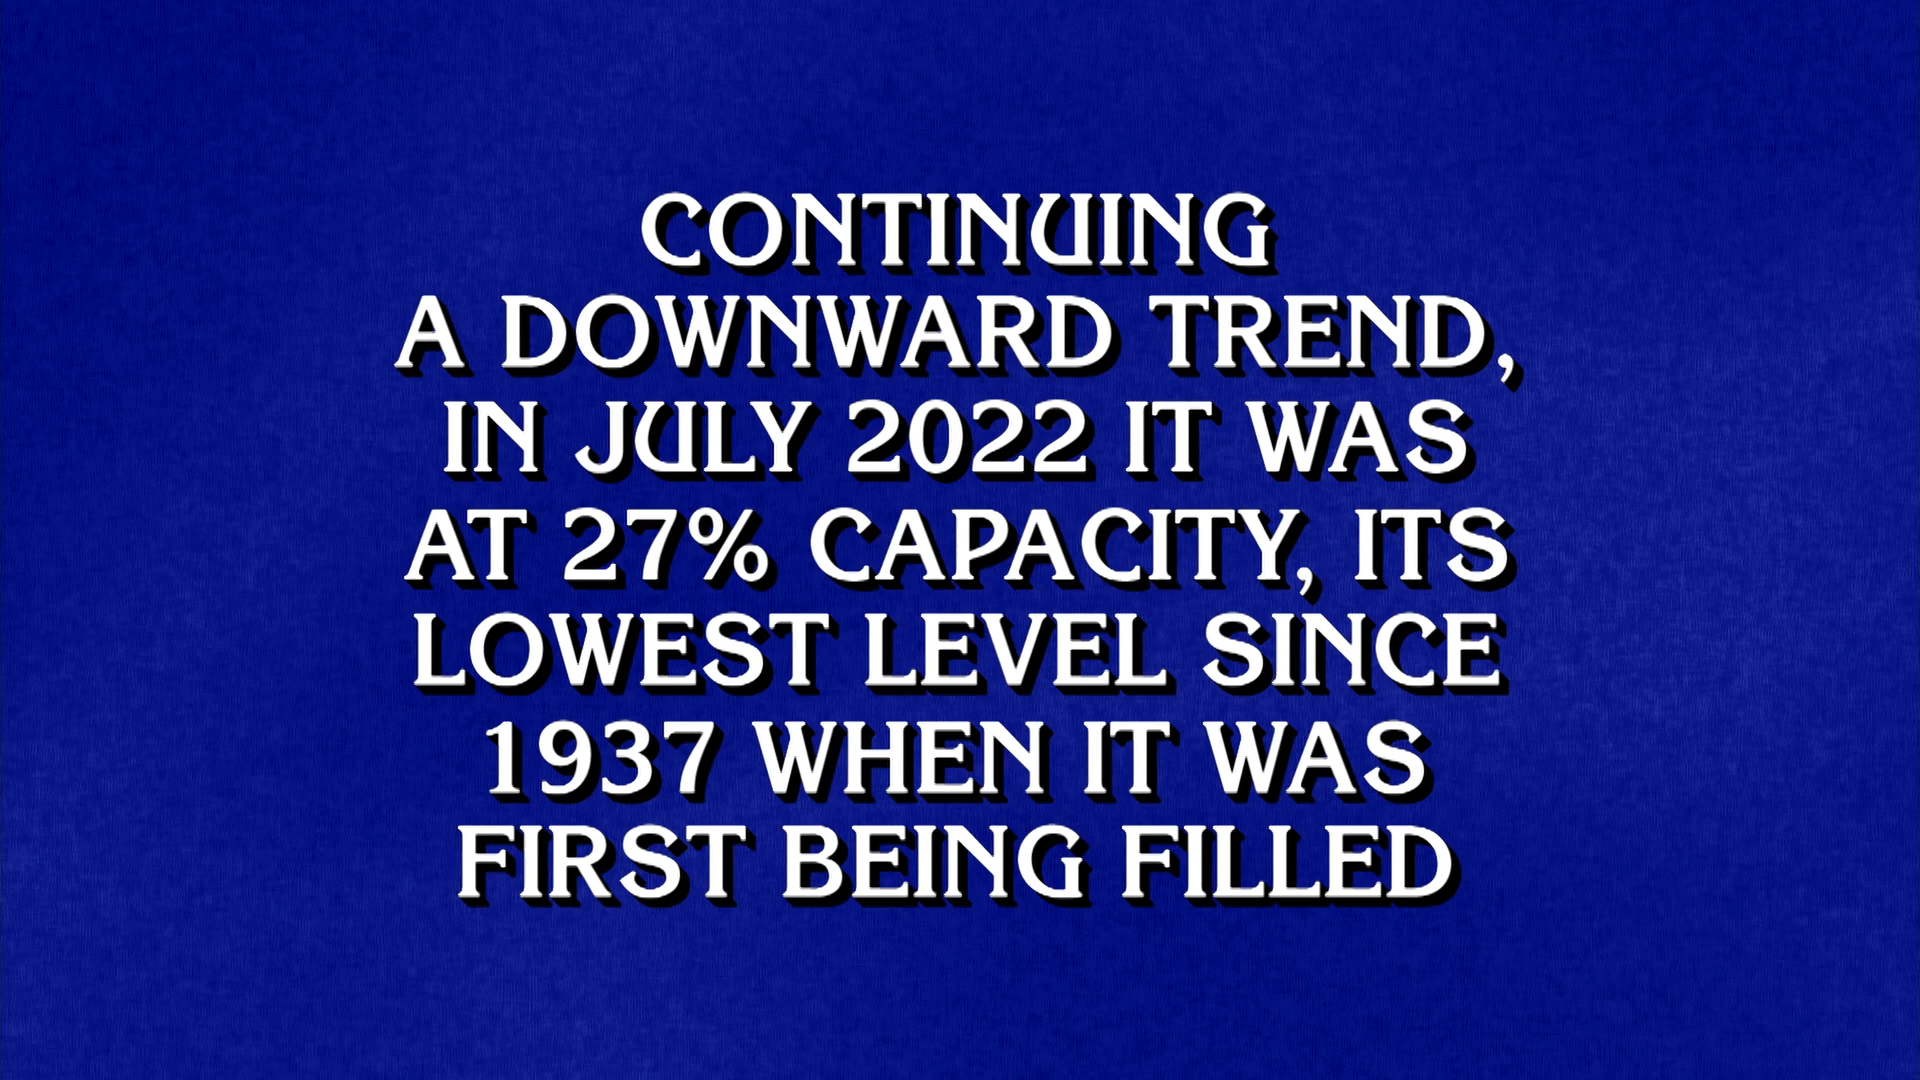 CONTINUING
A DOWNWARD TREND,
IN JULY 2022 IT WAS
AT 27% CAPACITY, ITS
LOWEST LEVEL SINCE
1937 WHEN IT WAS
FIRST BEING FILLED